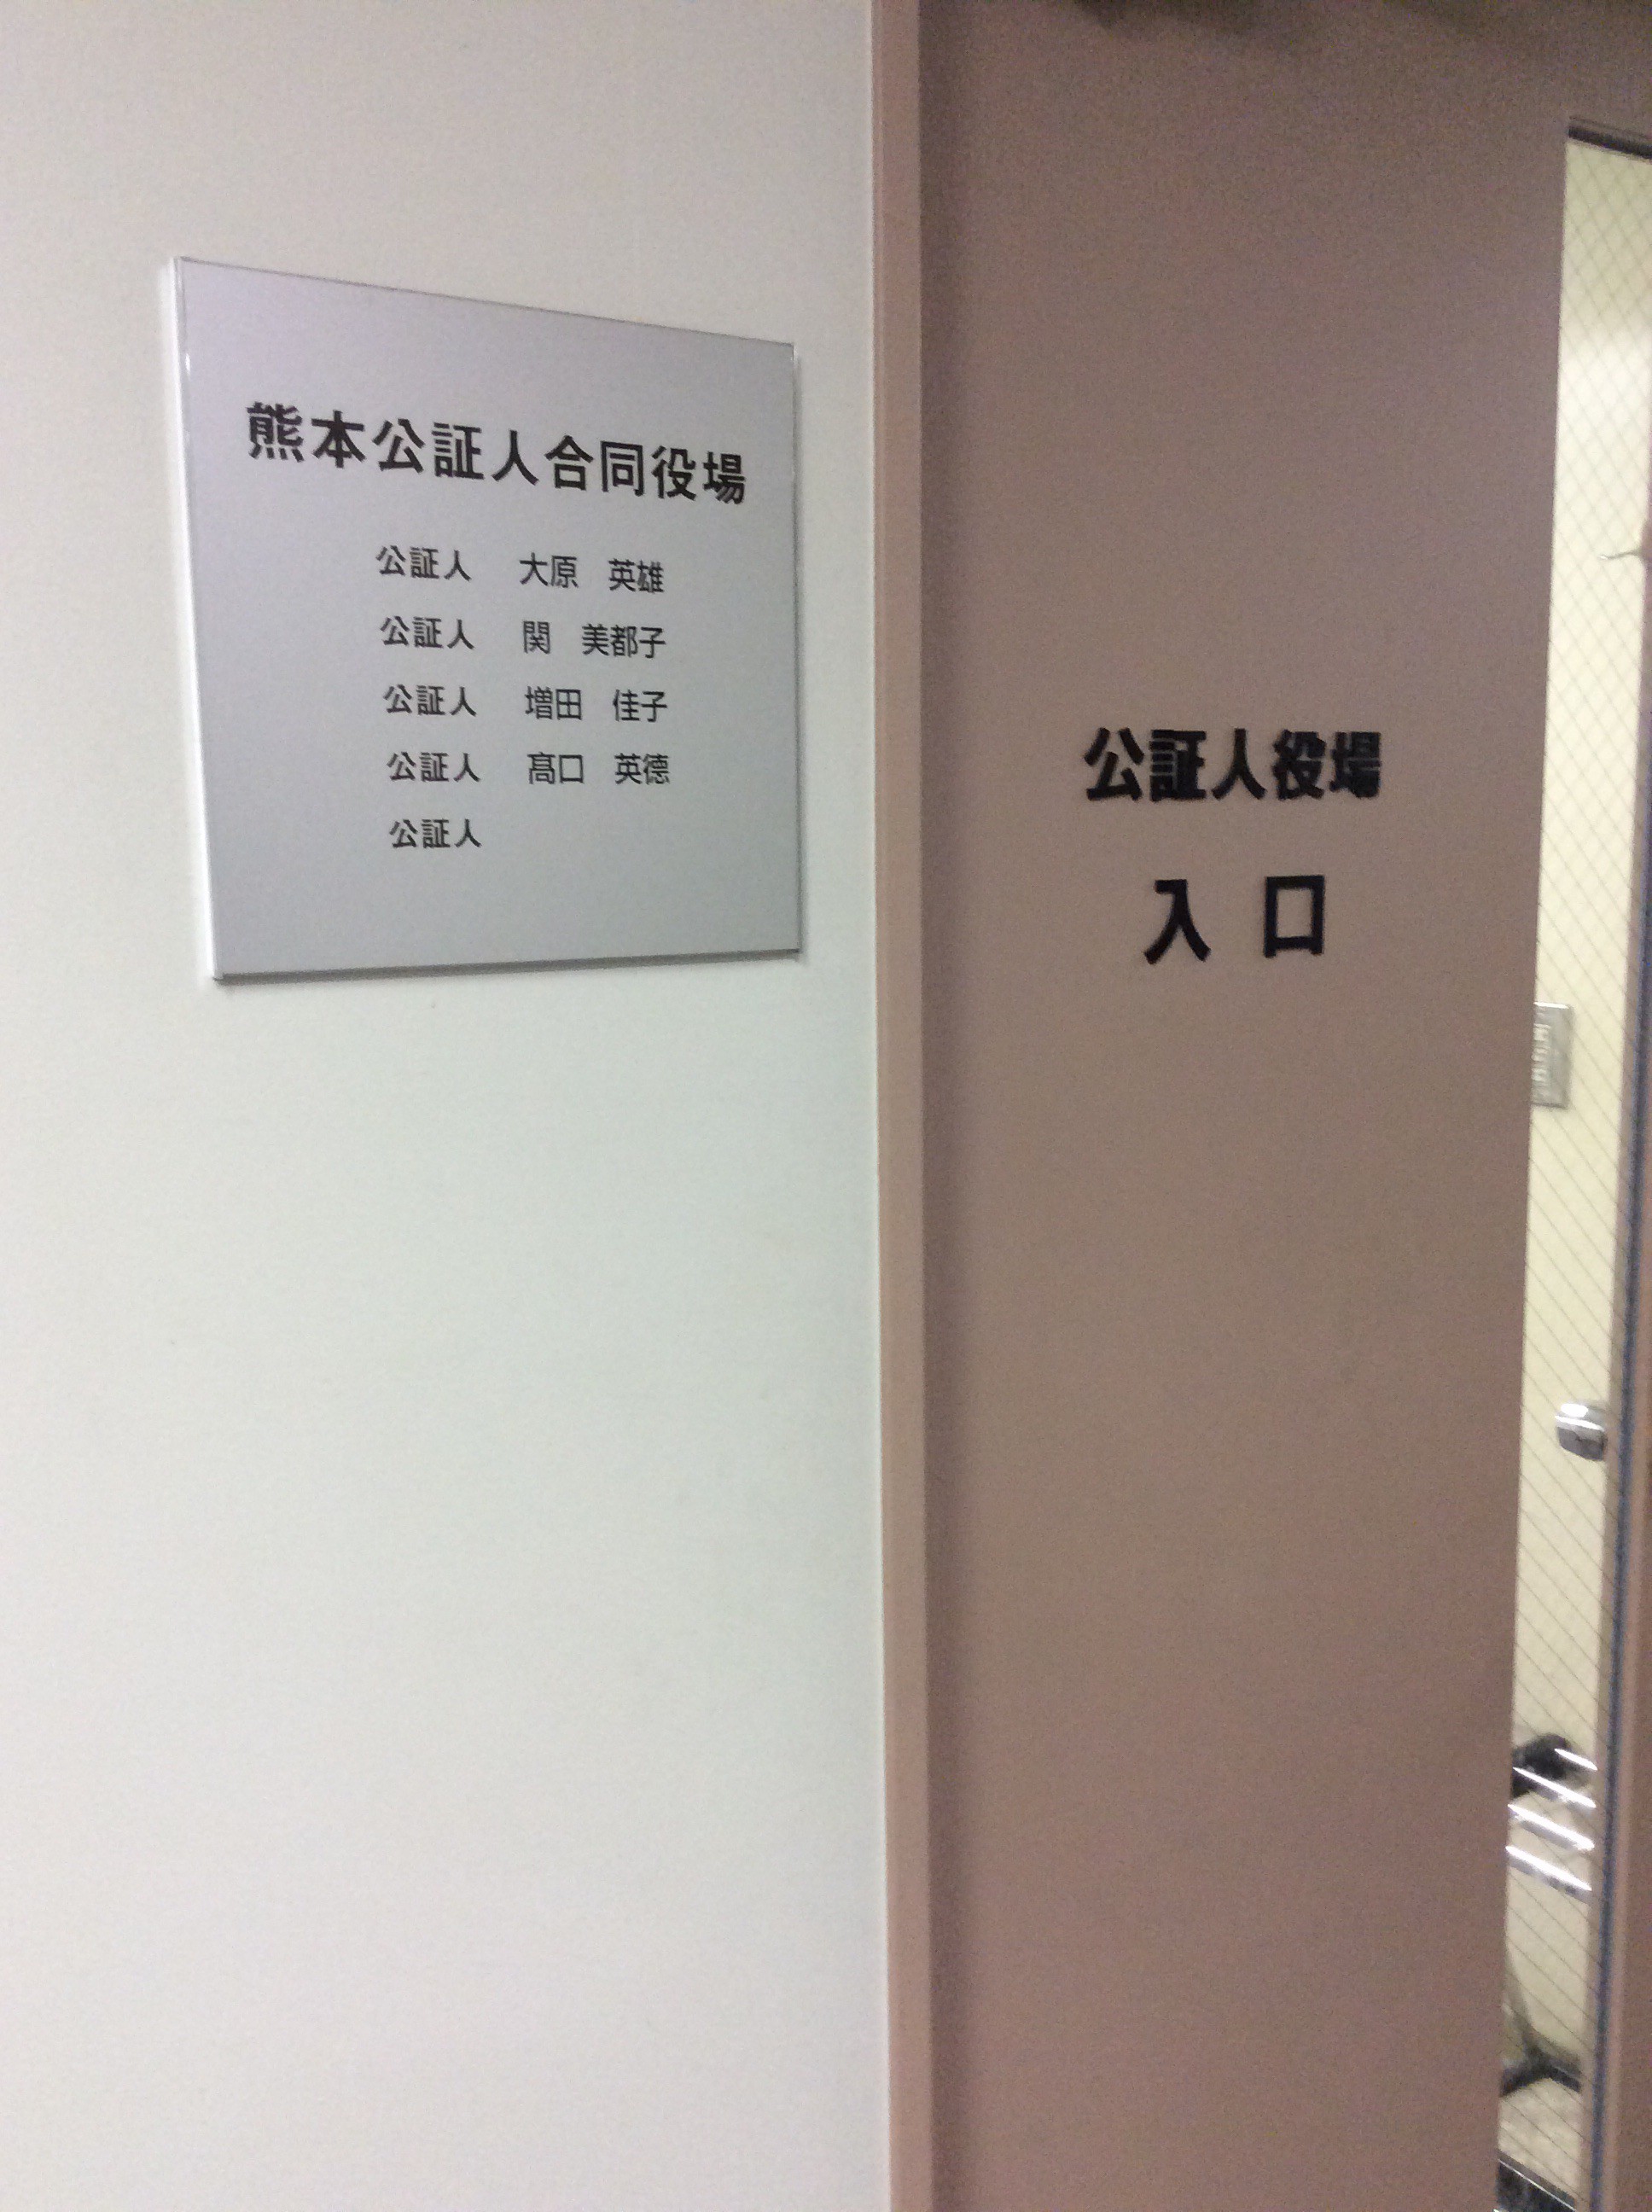 熊本公証人合同役場
公証人　大原　英雄
公証人　関　美都子
公証人　増田　佳子
公証人　髙口　英徳
公証人
公証人役場
入口